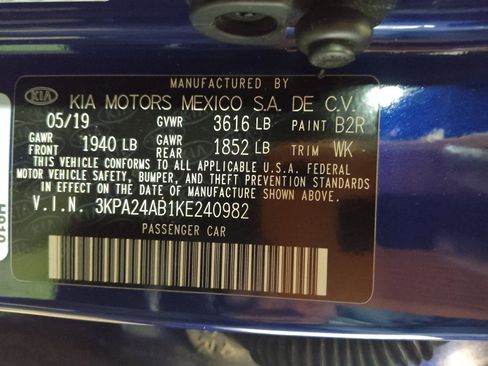 MANUFACTURED BY
KIA KIA MOTORS MEXICO S.A. DE C.V.
05/19 GVWR 3616 LB PAINT B2R
GAWR FRONT 1940 LB GAWR REAR 1852 LB TRIM WK
THIS VEHICLE CONFORMS TO ALL APPLICABLE U.S.A. FEDERAL
MOTOR VEHICLE SAFETY, BUMPER, AND THEFT PREVENTION STANDARDS
IN EFFECT ON THE DATE OF MANUFACTURE SHOWN ABOVE.
V.I.N. 3KPA24AB1KE240982
PASSENGER CAR